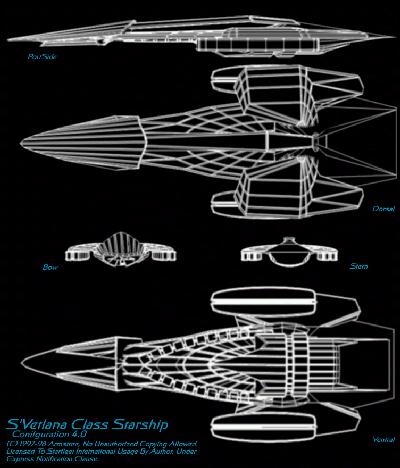 Port Side
Dorsal
Bow
Stern
Ventral
S'Verlana Class Starship
Configuration 4.0
(C) 1997-98 Armstrex, No Unauthorized Copying Allowed.
Licensed To Starfleet International Usage By Author, Under
Express Notification Clause.